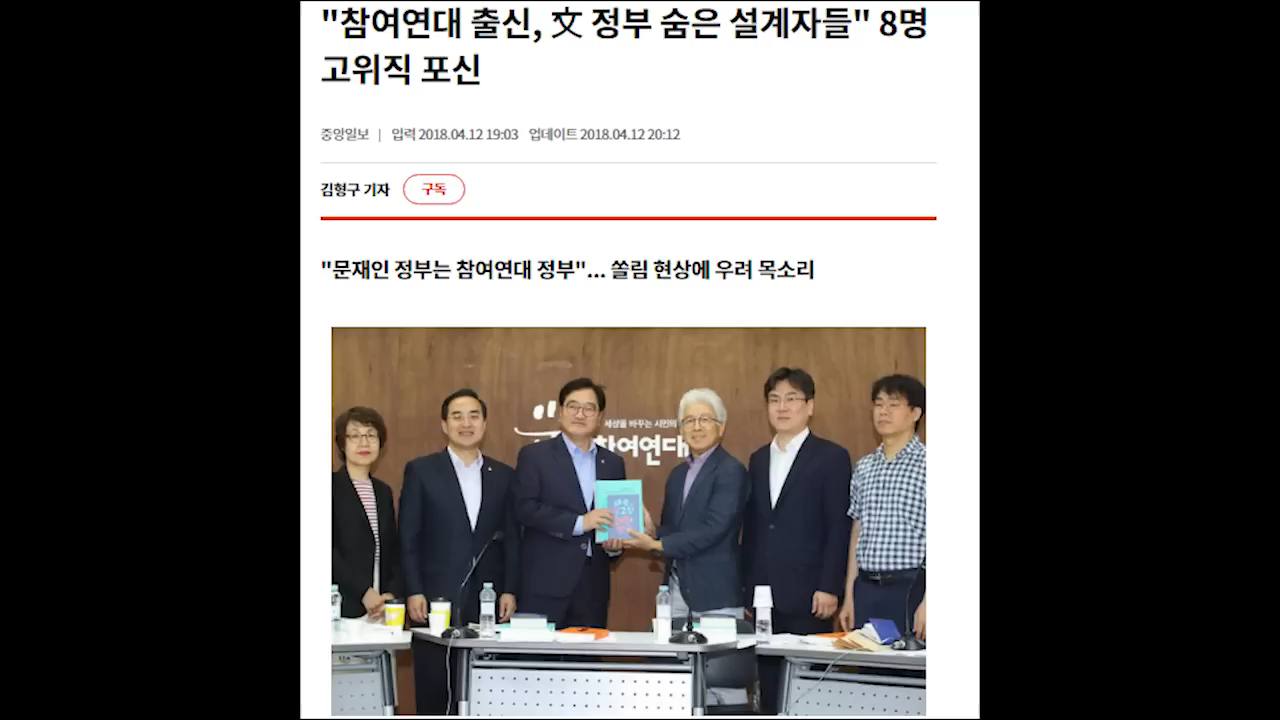 "참여연대 출신, 文 정부 숨은 설계자들" 8명
고위직 포신
중앙일보 | 입력 2018.04.12 19:03 업데이트 2018.04.12 20:12
김형구 기자 구독
"문재인 정부는 참여연대 정부"... 쏠림 현상에 우려 목소리
세상을 바꾸는 시민의
참여연대